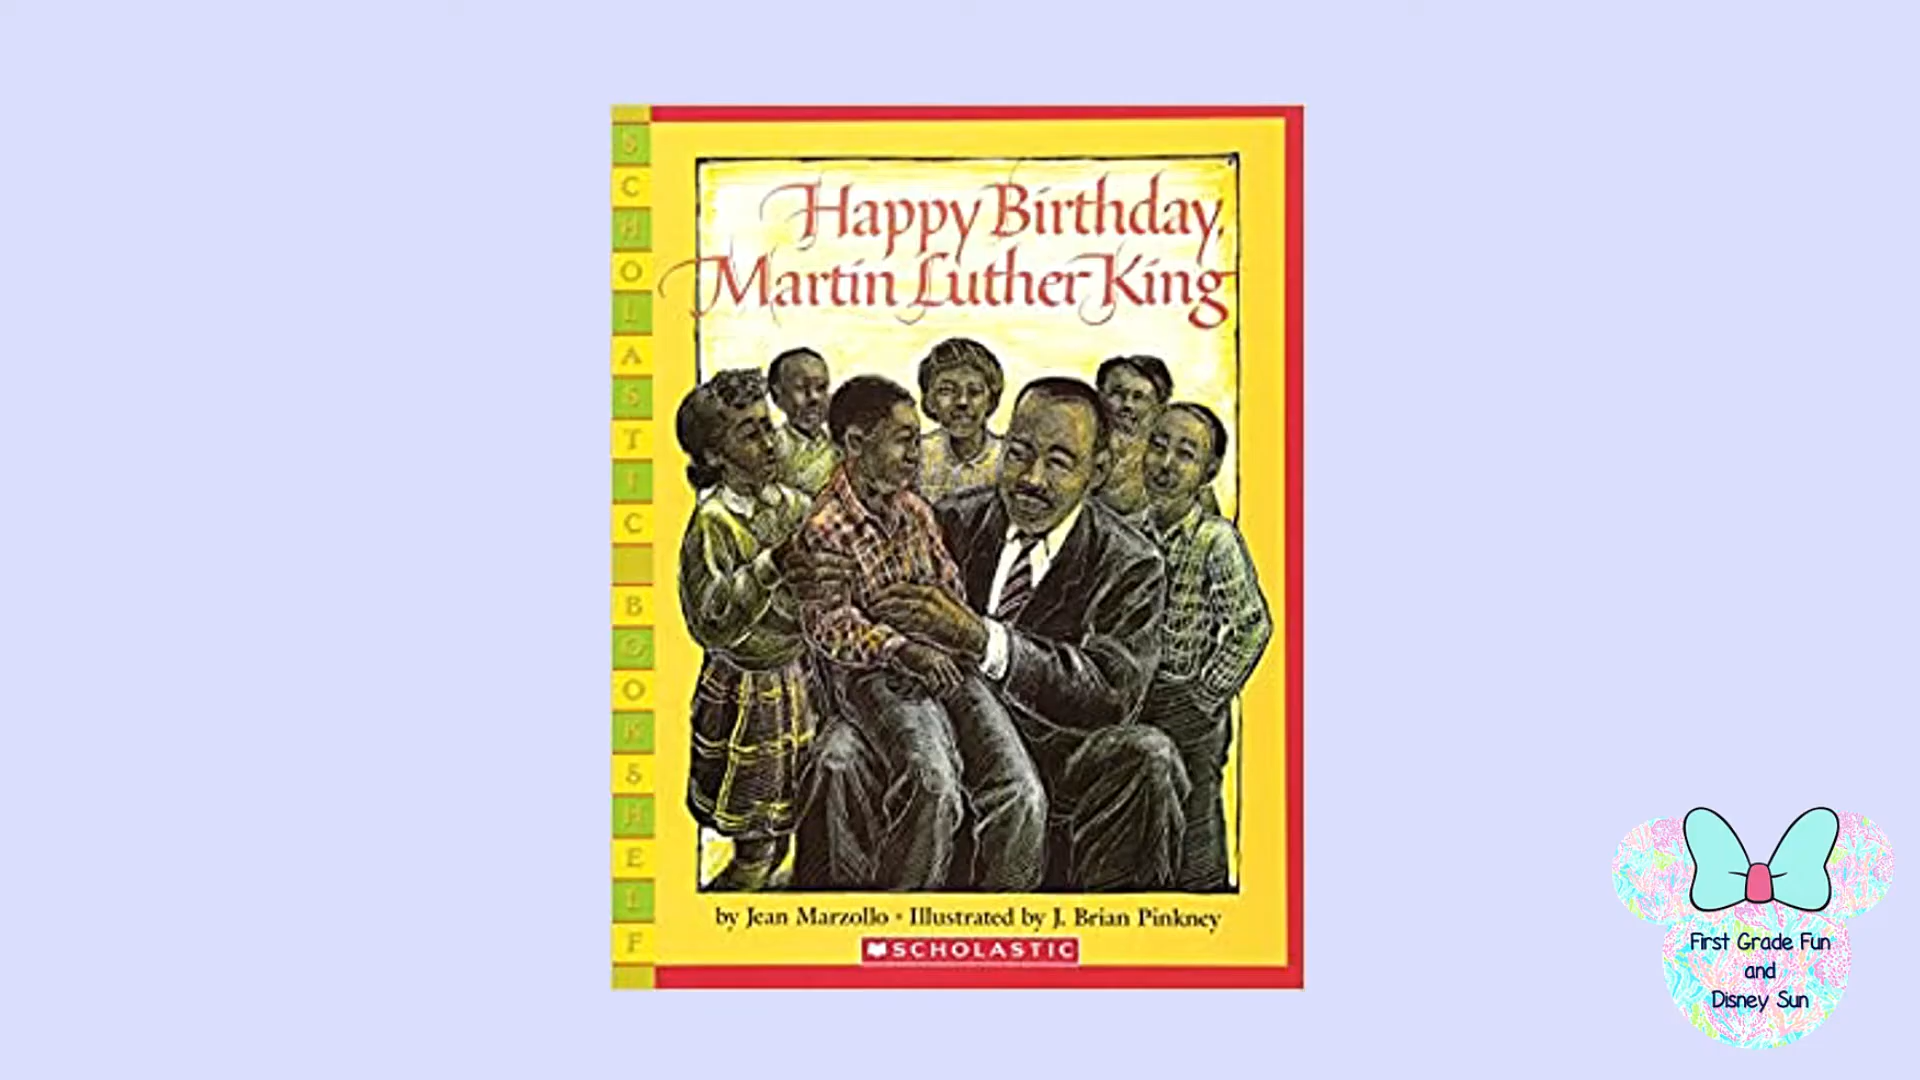 SCHOLASTIC BOOKSHELF
Happy Birthday,
Martin Luther King
by Jean Marzollo • Illustrated by J. Brian Pinkney
SCHOLASTIC
First Grade Fun
and
Disney Sun